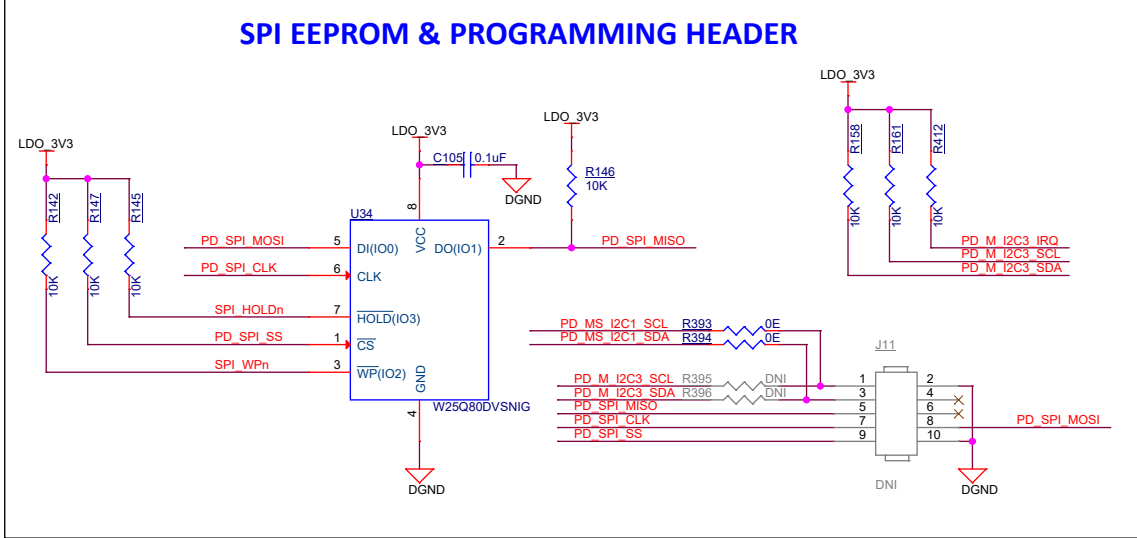 SPI EEPROM & PROGRAMMING HEADER
LDO_3V3
R142
R147
R145
10K
10K
10K
LDO_3V3
C105
0.1uF
DGND
LDO_3V3
R146
10K
LDO_3V3
R158
R161
R412
10K
10K
10K
PD_M_I2C3_IRQ
PD_M_I2C3_SCL
PD_M_I2C3_SDA
U34
8
VCC
PD_SPI_MOSI 5 DI(IO0)
DO(IO1) 2 PD_SPI_MISO
PD_SPI_CLK 6 CLK
SPI_HOLDn 7 HOLD(IO3)
PD_SPI_SS 1 CS
SPI_WPn 3 WP(IO2)
GND
4
W25Q80DVSNIG
DGND
PD_MS_I2C1_SCL R393 0E
PD_MS_I2C1_SDA R394 0E
J11
PD_M_I2C3_SCL R395 DNI 1 2
PD_M_I2C3_SDA R396 DNI 3 4
PD_SPI_MISO 5 6
PD_SPI_CLK 7 8 PD_SPI_MOSI
PD_SPI_SS 9 10
DNI
DGND